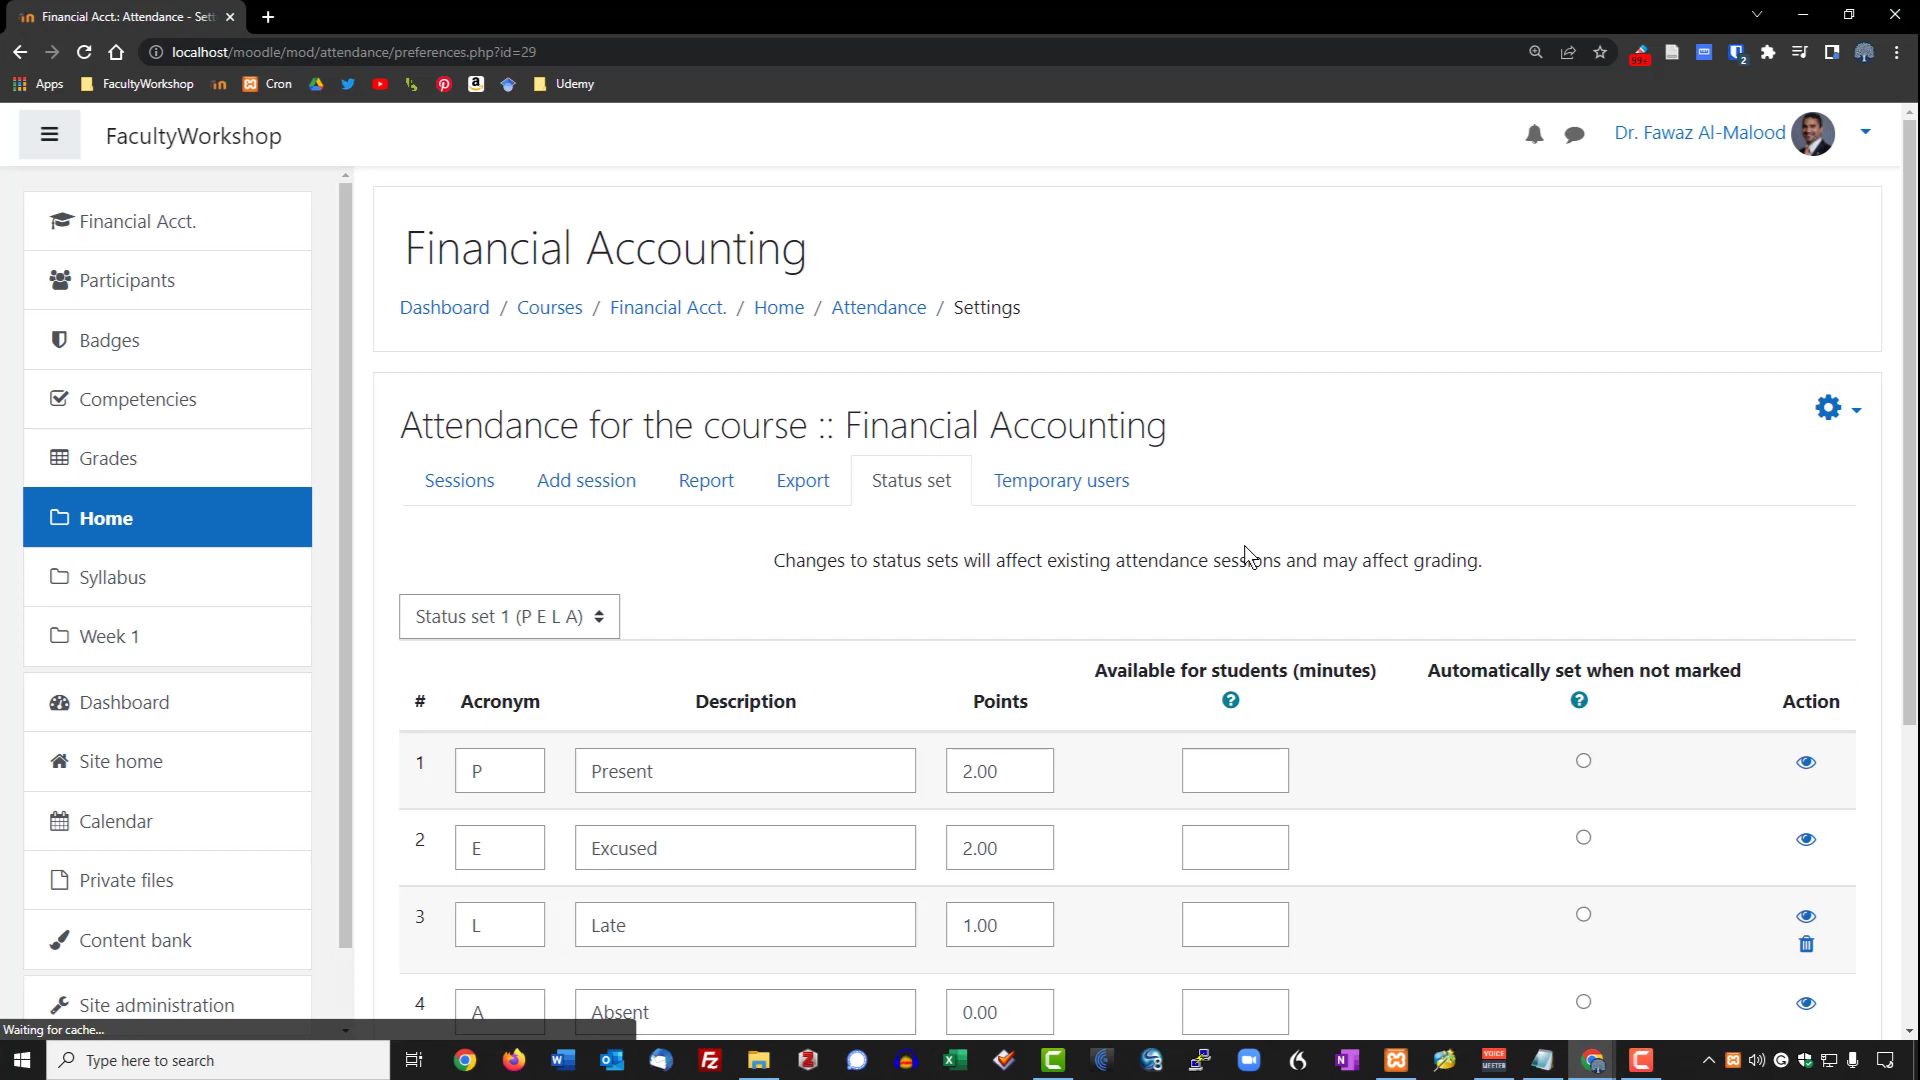 Financial Acct.: Attendance - Sett
localhost/moodle/mod/attendance/preferences.php?id=29
99+
2
Apps
FacultyWorkshop
Cron
Udemy
FacultyWorkshop
Dr. Fawaz Al-Malood
Financial Acct.
Participants
Badges
Competencies
Grades
Home
Syllabus
Week 1
Dashboard
Site home
Calendar
Private files
Content bank
Site administration
Financial Accounting
Dashboard / Courses / Financial Acct. / Home / Attendance / Settings
Attendance for the course :: Financial Accounting
Sessions Add session Report Export Status set Temporary users
Changes to status sets will affect existing attendance sessions and may affect grading.
Status set 1 (P E L A)
# Acronym Description Points Available for students (minutes) Automatically set when not marked Action
1 P Present 2.00
2 E Excused 2.00
3 L Late 1.00
4 A Absent 0.00
Waiting for cache...
Type here to search
VOICE
MEETER